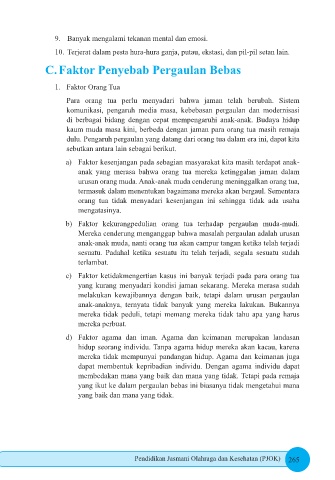 9. Banyak mengalami tekanan mental dan emosi.
10. Terjerat dalam pesta hura-hura ganja, putau, ekstasi, dan pil-pil setan lain.
C. Faktor Penyebab Pergaulan Bebas
1. Faktor Orang Tua
Para orang tua perlu menyadari bahwa jaman telah berubah. Sistem
komunikasi, pengaruh media masa, kebebasan pergaulan dan modernisasi
di berbagai bidang dengan cepat mempengaruhi anak-anak. Budaya hidup
kaum muda masa kini, berbeda dengan jaman para orang tua masih remaja
dulu. Pengaruh pergaulan yang datang dari orang tua dalam era ini, dapat kita
sebutkan antara lain sebagai berikut.
a) Faktor kesenjangan pada sebagian masyarakat kita masih terdapat anak-
anak yang merasa bahwa orang tua mereka ketinggalan jaman dalam
urusan orang muda. Anak-anak muda cenderung meninggalkan orang tua,
termasuk dalam menentukan bagaimana mereka akan bergaul. Sementara
orang tua tidak menyadari kesenjangan ini sehingga tidak ada usaha
mengatasinya.
b) Faktor kekurangpedulian orang tua terhadap pergaulan muda-mudi.
Mereka cenderung menganggap bahwa masalah pergaulan adalah urusan
anak-anak muda, nanti orang tua akan campur tangan ketika telah terjadi
sesuatu. Padahal ketika sesuatu itu telah terjadi, segala sesuatu sudah
terlambat.
c) Faktor ketidakmengertian kasus ini banyak terjadi pada para orang tua
yang kurang menyadari kondisi jaman sekarang. Mereka merasa sudah
melakukan kewajibannya dengan baik, tetapi dalam urusan pergaulan
anak-anaknya, ternyata tidak banyak yang mereka lakukan. Bukannya
mereka tidak peduli, tetapi memang mereka tidak tahu apa yang harus
mereka perbuat.
d) Faktor agama dan iman. Agama dan keimanan merupakan landasan
hidup seorang individu. Tanpa agama hidup mereka akan kacau, karena
mereka tidak mempunyai pandangan hidup. Agama dan keimanan juga
dapat membentuk kepribadian individu. Dengan agama individu dapat
membedakan mana yang baik dan mana yang tidak. Tetapi pada remaja
yang ikut ke dalam pergaulan bebas ini biasanya tidak mengetahui mana
yang baik dan mana yang tidak.
Pendidikan Jasmani Olahraga dan Kesehatan (PJOK) 265